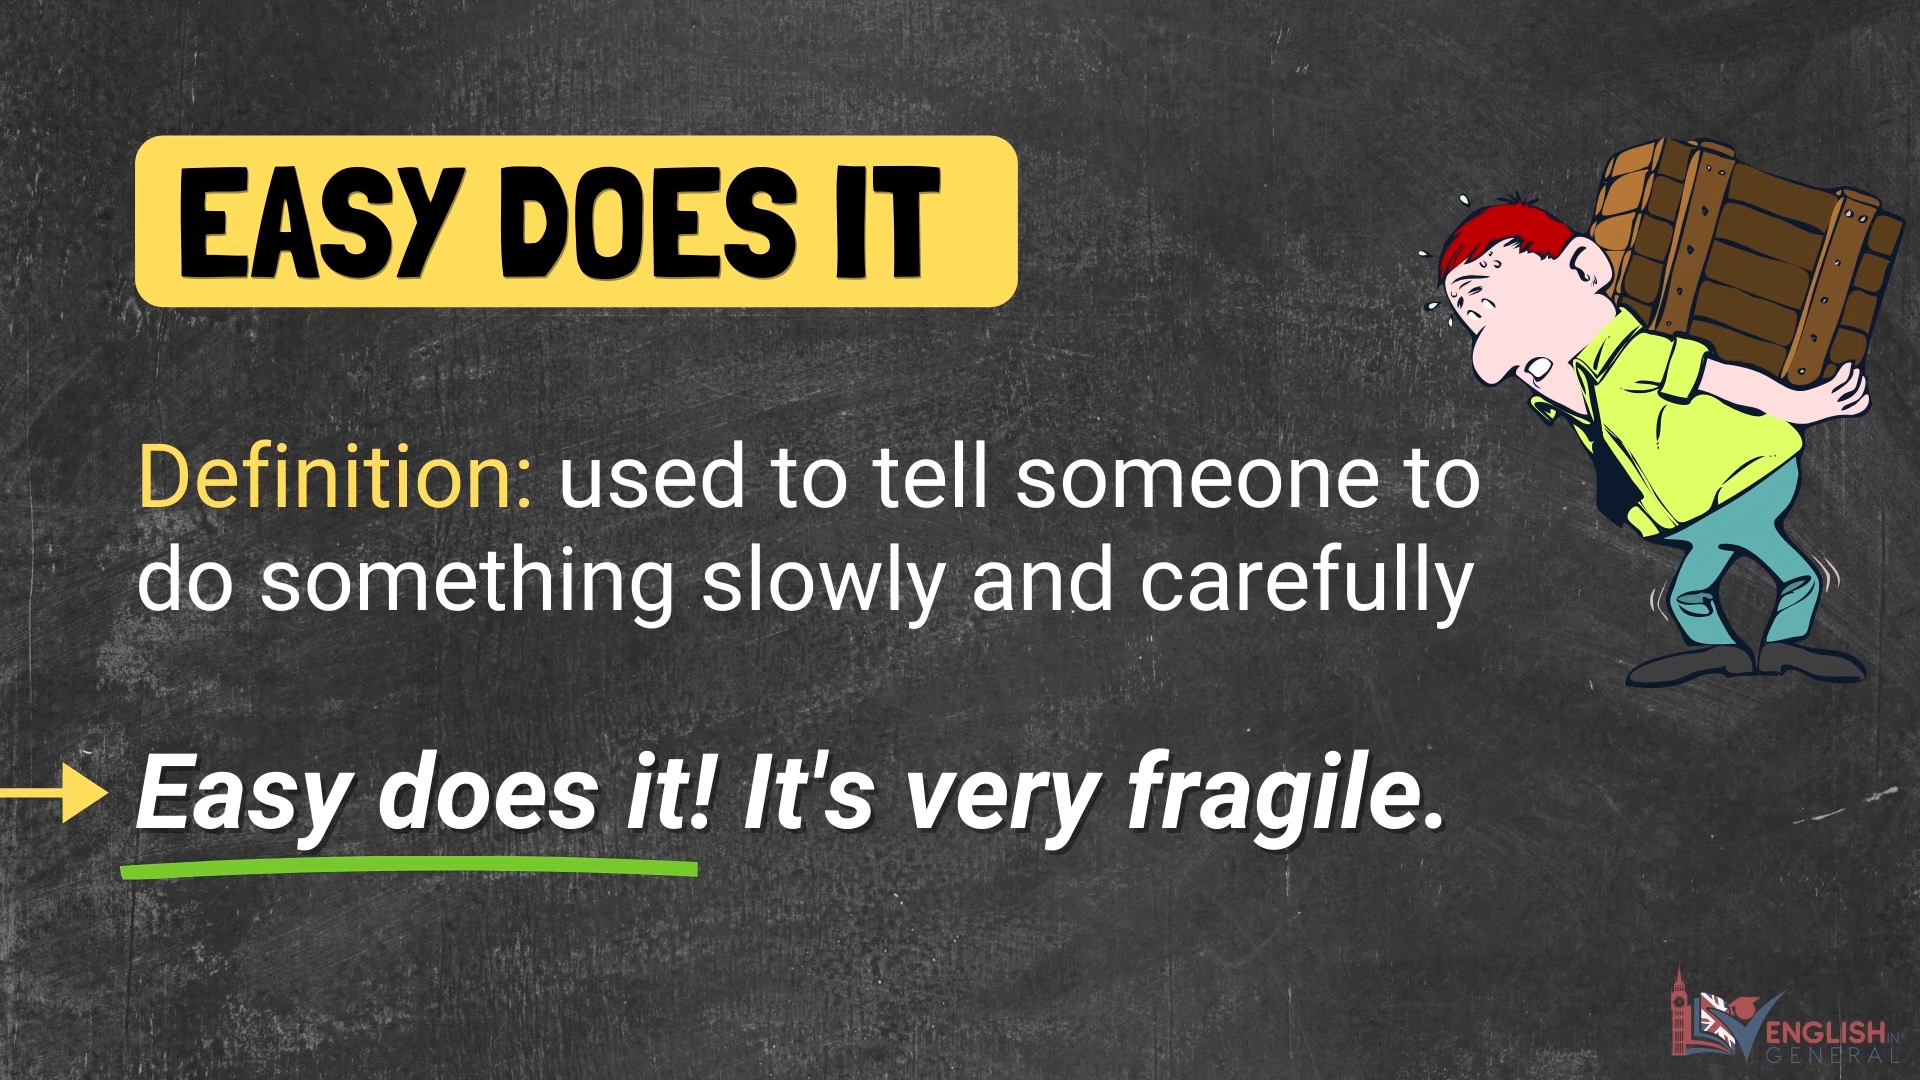 EASY DOES IT
Definition: used to tell someone to
do something slowly and carefully
Easy does it! It's very fragile.
ENGLISH IN
GENERAL